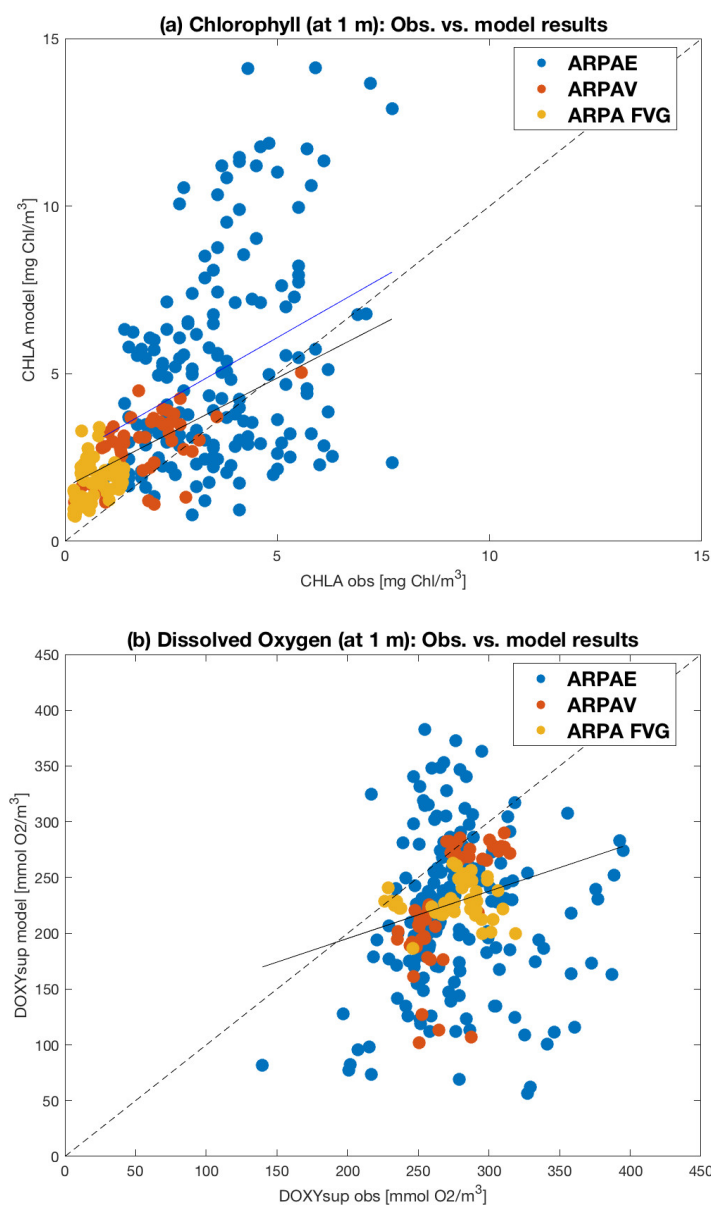 (a) Chlorophyll (at 1 m): Obs. vs. model results
15
10
5
0
CHLA model [mg Chl/m³]
ARPAE
ARPAV
ARPA FVG
0 5 10 15
CHLA obs [mg Chl/m³]
(b) Dissolved Oxygen (at 1 m): Obs. vs. model results
450
400
350
300
250
200
150
100
50
0
DOXYsup model [mmol O2/m³]
ARPAE
ARPAV
ARPA FVG
0 50 100 150 200 250 300 350 400 450
DOXYsup obs [mmol O2/m³]